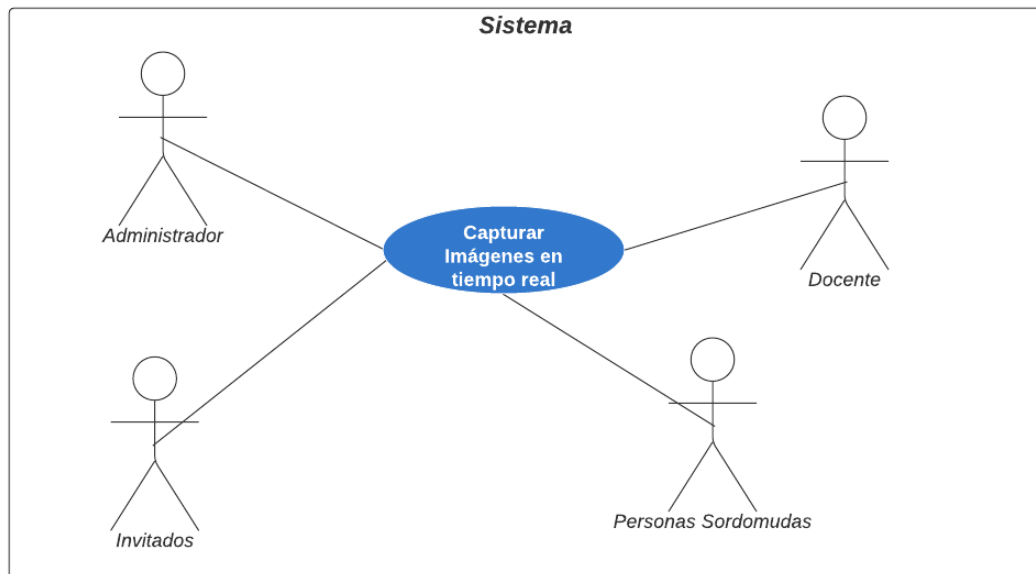 Sistema
Administrador
Capturar
Imágenes en
tiempo real
Docente
Invitados
Personas Sordomudas